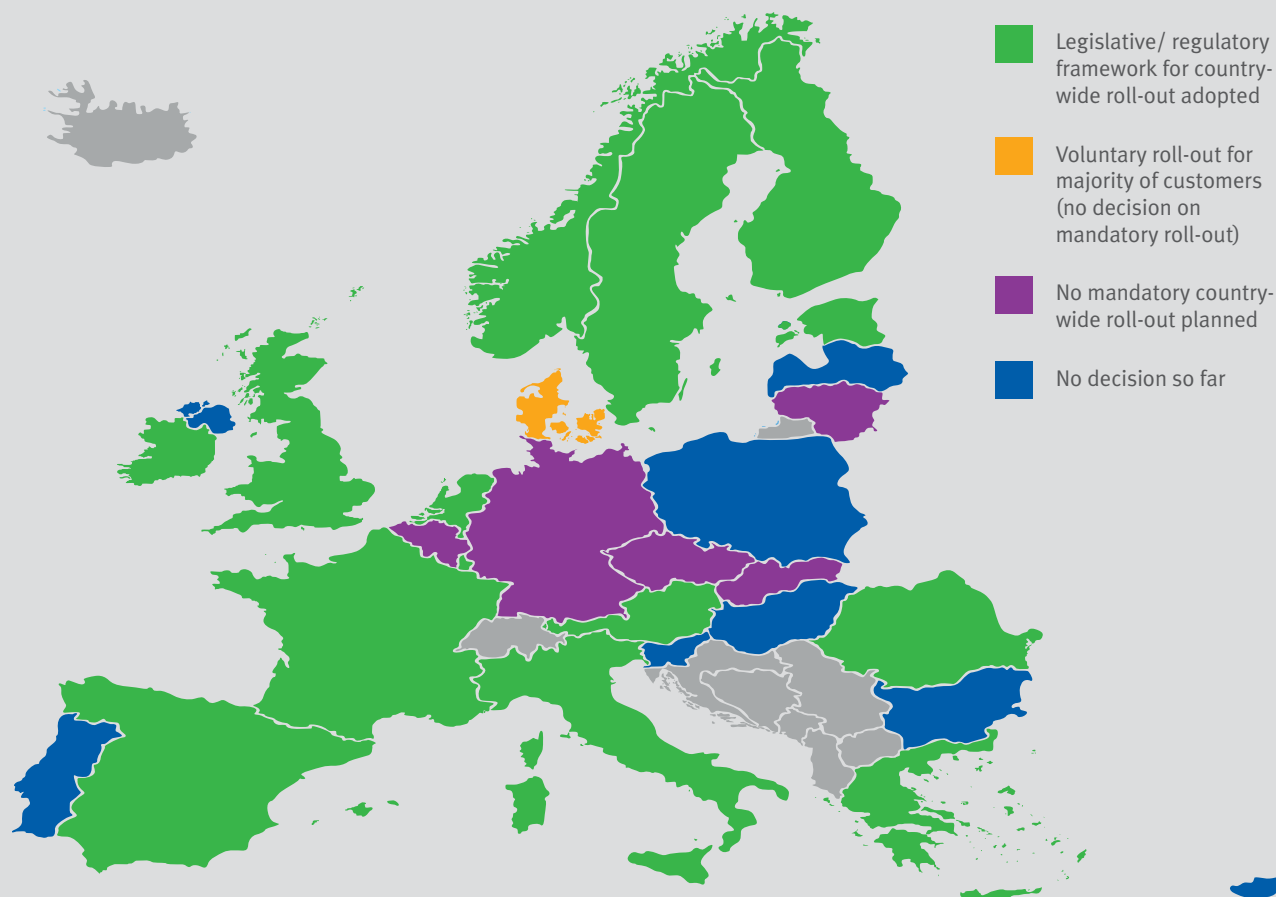 Legislative/ regulatory
framework for country-
wide roll-out adopted
Voluntary roll-out for
majority of customers
(no decision on
mandatory roll-out)
No mandatory country-
wide roll-out planned
No decision so far